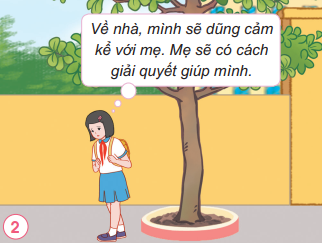 Về nhà, mình sẽ dũng cảm
kể với mẹ. Mẹ sẽ có cách
giải quyết giúp mình.
2